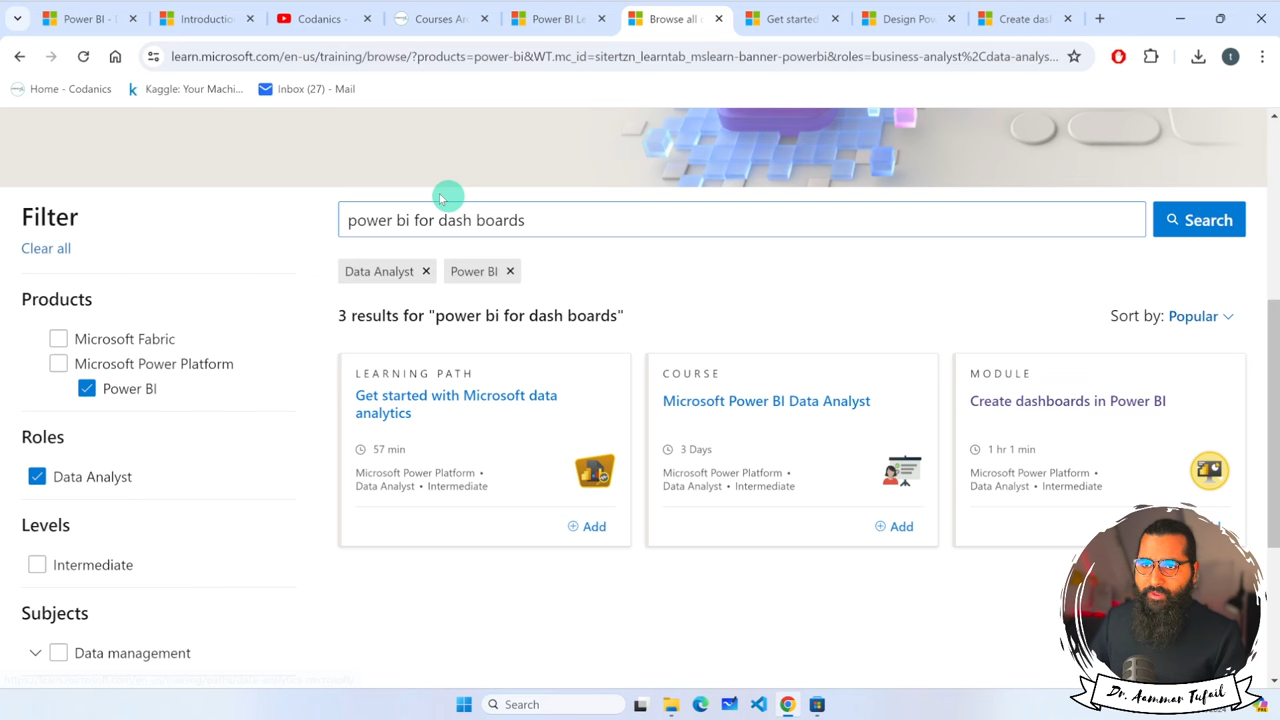 Power BI -
Introductio
Codanics -
Courses An
Power BI Le
Browse all c
Get started
Design Pow
Create dash
learn.microsoft.com/en-us/training/browse/?products=power-bi&WT.mc_id=sitertzn_learntab_mslearn-banner-powerbi&roles=business-analyst%2Cdata-analys...
t
Home - Codanics
Kaggle: Your Machi...
Inbox (27) - Mail
Filter
Clear all
power bi for dash boards
Search
Data Analyst
Power BI
Products
Microsoft Fabric
Microsoft Power Platform
Power BI
3 results for "power bi for dash boards"
Sort by: Popular
LEARNING PATH
Get started with Microsoft data
analytics
57 min
Microsoft Power Platform •
Data Analyst • Intermediate
Add
COURSE
Microsoft Power BI Data Analyst
3 Days
Microsoft Power Platform •
Data Analyst • Intermediate
Add
MODULE
Create dashboards in Power BI
1 hr 1 min
Microsoft Power Platform •
Data Analyst • Intermediate
Roles
Data Analyst
Levels
Intermediate
Subjects
Data management
Search
Dr. Aammar Tufail